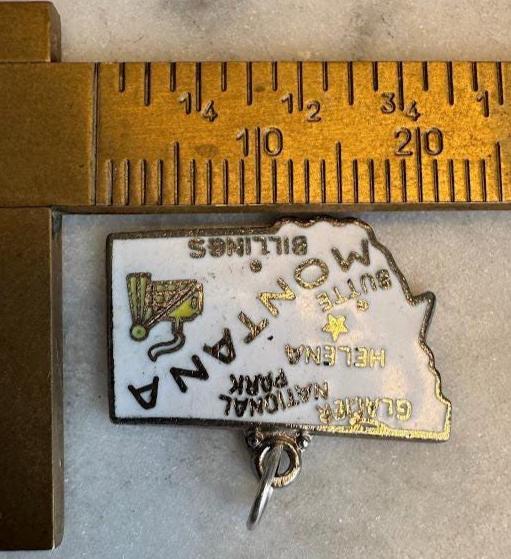 1/4 1/2 3/4 1
10 20
GLACIER
NATIONAL
PARK
HELENA
BUTTE
MONTANA
BILLINGS